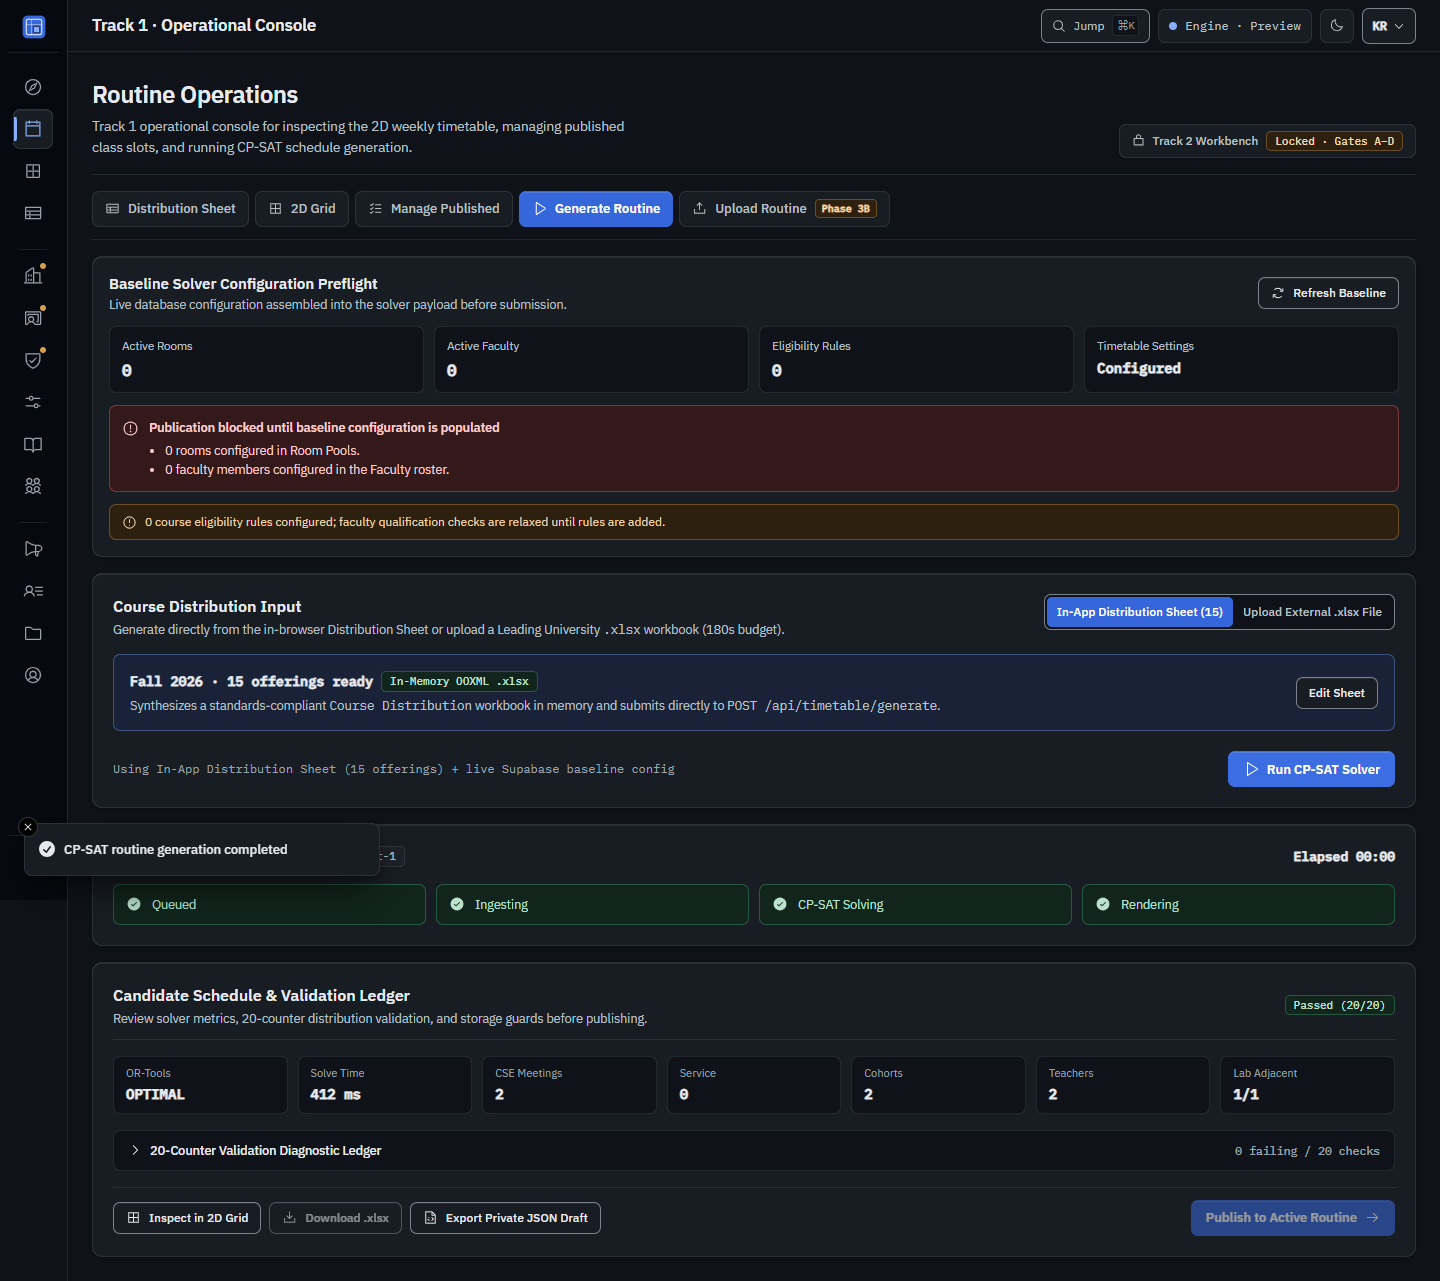 Track 1 · Operational Console
Jump ⌘K
Engine · Preview
KR
Routine Operations
Track 1 operational console for inspecting the 2D weekly timetable, managing published
class slots, and running CP-SAT schedule generation.
Track 2 Workbench Locked · Gates A–D
Distribution Sheet
2D Grid
Manage Published
Generate Routine
Upload Routine Phase 3B
Baseline Solver Configuration Preflight
Live database configuration assembled into the solver payload before submission.
Refresh Baseline
Active Rooms
0
Active Faculty
0
Eligibility Rules
0
Timetable Settings
Configured
Publication blocked until baseline configuration is populated
• 0 rooms configured in Room Pools.
• 0 faculty members configured in the Faculty roster.
0 course eligibility rules configured; faculty qualification checks are relaxed until rules are added.
Course Distribution Input
Generate directly from the in-browser Distribution Sheet or upload a Leading University .xlsx workbook (180s budget).
In-App Distribution Sheet (15)
Upload External .xlsx File
Fall 2026 · 15 offerings ready In-Memory OOXML .xlsx
Synthesizes a standards-compliant Course Distribution workbook in memory and submits directly to POST /api/timetable/generate.
Edit Sheet
Using In-App Distribution Sheet (15 offerings) + live Supabase baseline config
Run CP-SAT Solver
CP-SAT routine generation completed
-1
Elapsed 00:00
Queued
Ingesting
CP-SAT Solving
Rendering
Candidate Schedule & Validation Ledger
Review solver metrics, 20-counter distribution validation, and storage guards before publishing.
Passed (20/20)
OR-Tools
OPTIMAL
Solve Time
412 ms
CSE Meetings
2
Service
0
Cohorts
2
Teachers
2
Lab Adjacent
1/1
20-Counter Validation Diagnostic Ledger
0 failing / 20 checks
Inspect in 2D Grid
Download .xlsx
Export Private JSON Draft
Publish to Active Routine